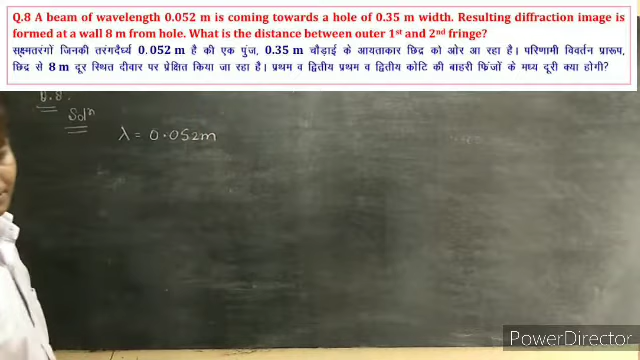 Q.8 A beam of wavelength 0.052 m is coming towards a hole of 0.35 m width. Resulting diffraction image is
formed at a wall 8 m from hole. What is the distance between outer 1st and 2nd fringe?
सूक्ष्मतरंगों जिनकी तरंगदैर्ध्य 0.052 m है की एक पुंज, 0.35 m चौड़ाई के आयताकार छिद्र की ओर आ रहा है। परिणामी विवर्तन प्रारूप,
छिद्र से 8 m दूर स्थित दीवार पर प्रेक्षित किया जा रहा है। प्रथम व द्वितीय प्रथम व द्वितीय कोटि की बाहरी फ्रिंजों के मध्य दूरी क्या होगी?
Q.8.
Solⁿ
λ = 0.052m
PowerDirector